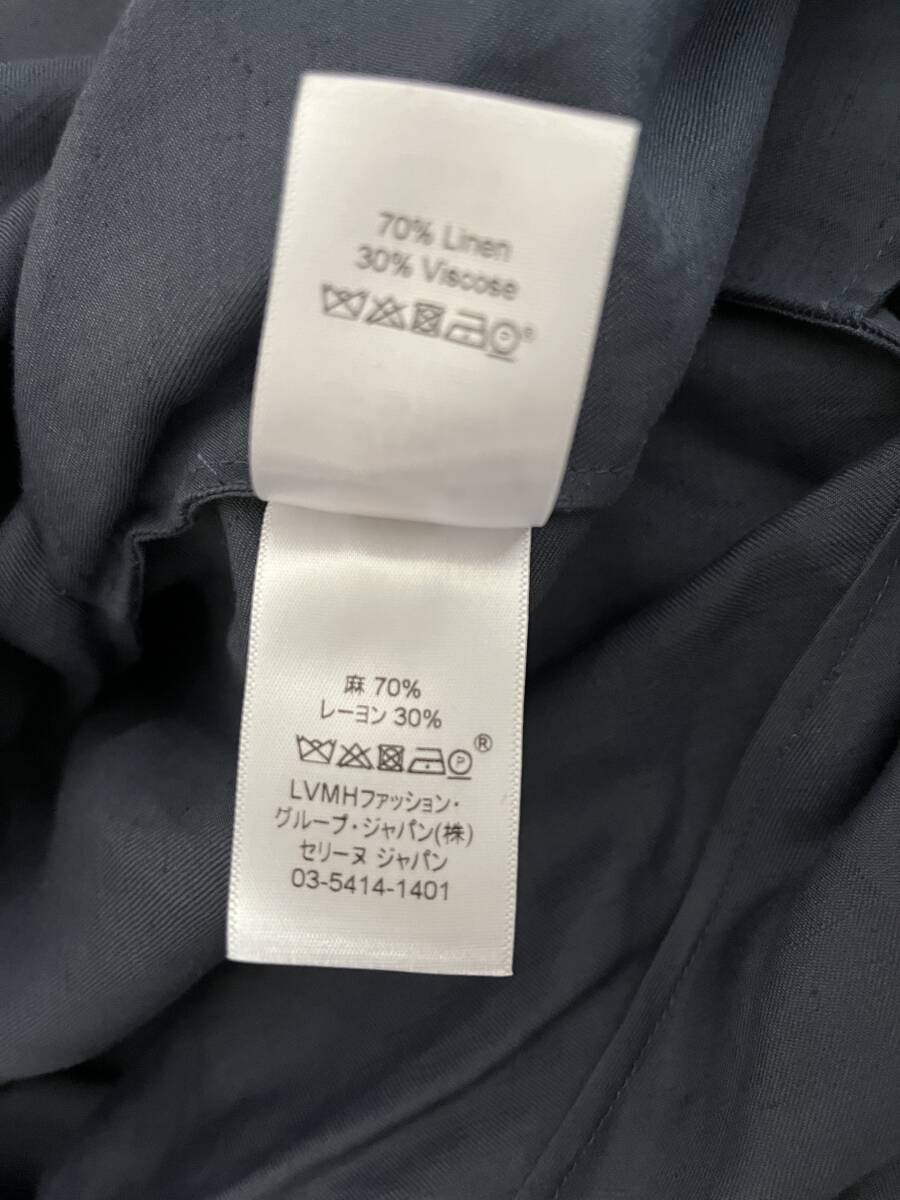 70% Linen
30% Viscose
®
麻 70%
レーヨン 30%
P®
LVMHファッション・
グループ・ジャパン(株)
セリーヌ ジャパン
03-5414-1401